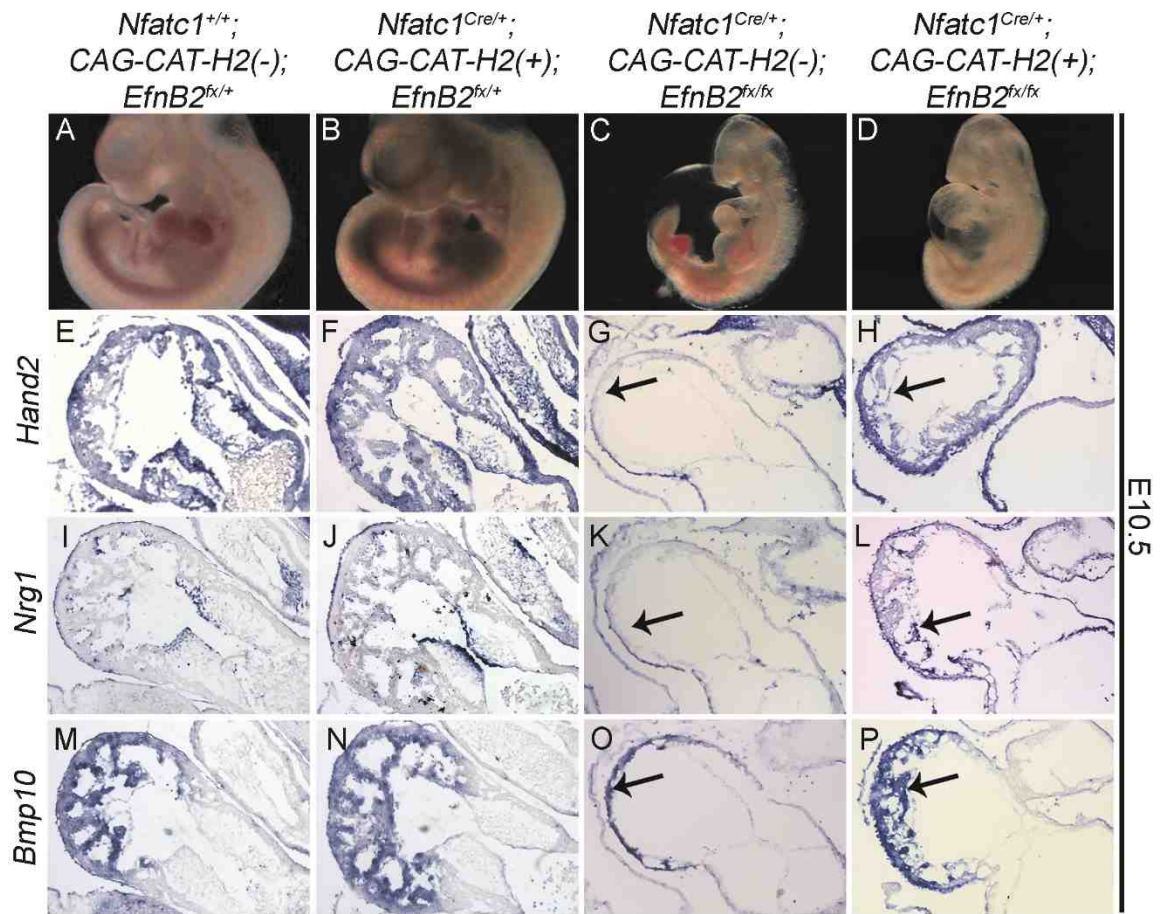 Nfatc1+/+; Nfatc1Cre/+; Nfatc1Cre/+; Nfatc1Cre/+;
CAG-CAT-H2(-); CAG-CAT-H2(+); CAG-CAT-H2(-); CAG-CAT-H2(+);
EfnB2fx/+ EfnB2fx/+ EfnB2fx/fx EfnB2fx/fx
A B C D
Hand2 E F G H
E10.5
Nrg1 I J K L
Bmp10 M N O P